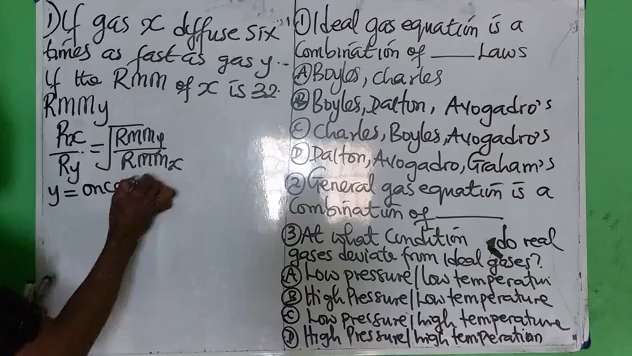 1) If gas x diffuse six
times as fast as gas y..
If the RMM of x is 32
RMMy
Rx = √RMMy
Ry RMMx
y = once
① Ideal gas equation is a
Combination of ____ Laws
Ⓐ Boyles, Charles
Ⓑ Boyles, Dalton, Avogadro's
Ⓒ Charles, Boyles, Avogadro's
Ⓓ Dalton, Avogadro, Graham's
② General gas equation is a
Combination of ______
③ At what Condition do real
gases deviate from ideal gases?
Ⓐ Low pressure/low temperatur
Ⓑ High Pressure/Low temperature
Ⓒ Low pressure/high temperature
Ⓓ High Pressure/high temperation